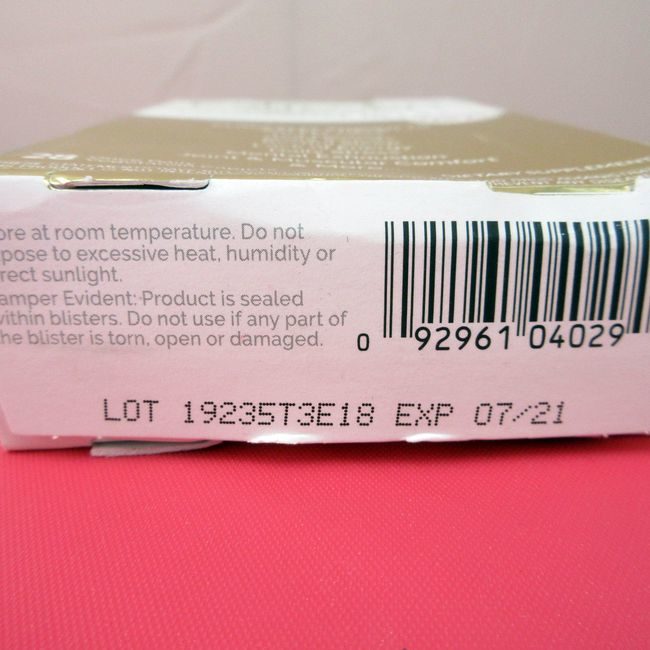 ore at room temperature. Do not
pose to excessive heat, humidity or
rect sunlight.
amper Evident: Product is sealed
within blisters. Do not use if any part of
the blister is torn, open or damaged.
0 92961 04029
LOT 19235T3E18 EXP 07/21